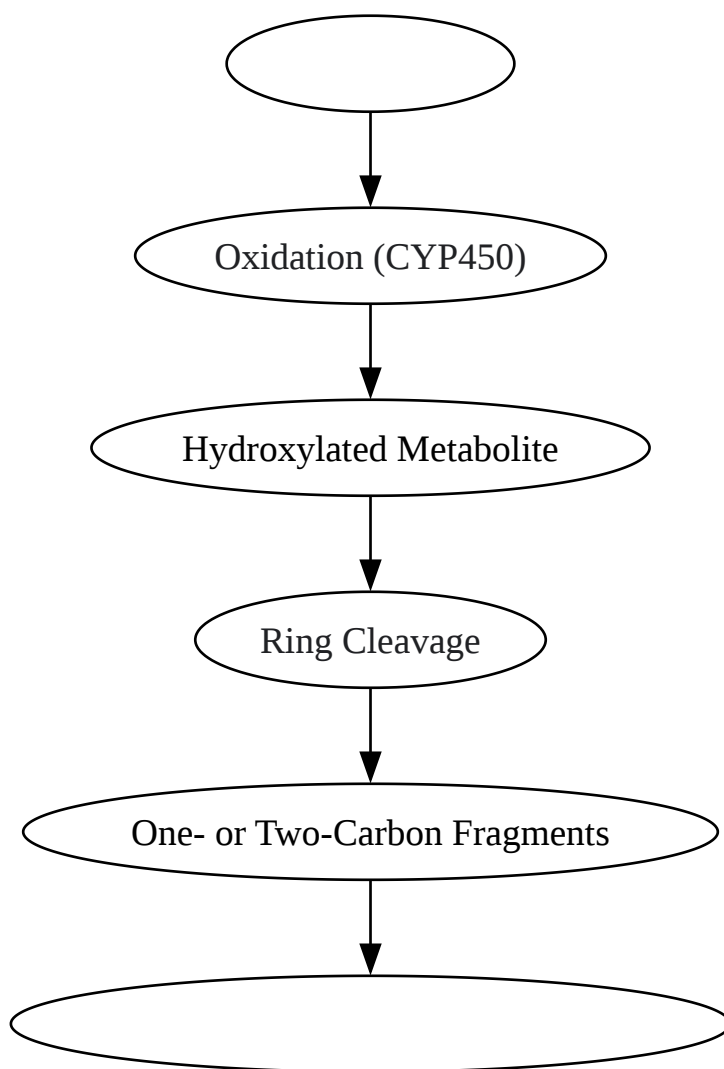 Oxidation (CYP450)
Hydroxylated Metabolite
Ring Cleavage
One- or Two-Carbon Fragments